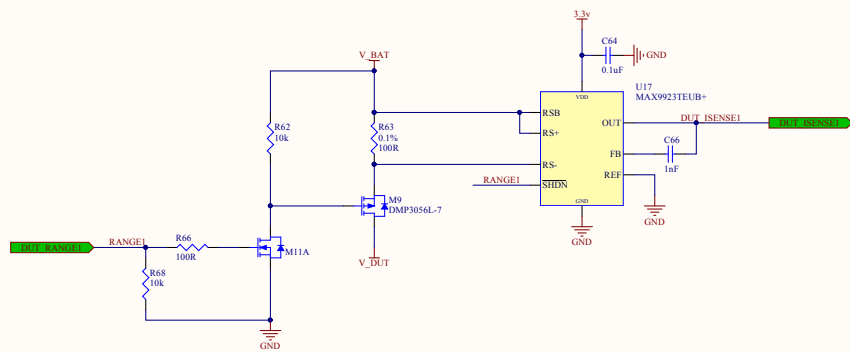 3.3v
C64
GND
0.1uF
V_BAT
U17
MAX9923TEUB+
VDD
R62
10k
R63
0.1%
100R
RSB
RS+
OUT
DUT_ISENSE1
DUT_ISENSE1
C66
1nF
RS-
FB
RANGE1
SHDN
REF
GND
GND
GND
M9
DMP3056L-7
DUT_RANGE1
RANGE1
R66
100R
M11A
V_DUT
R68
10k
GND